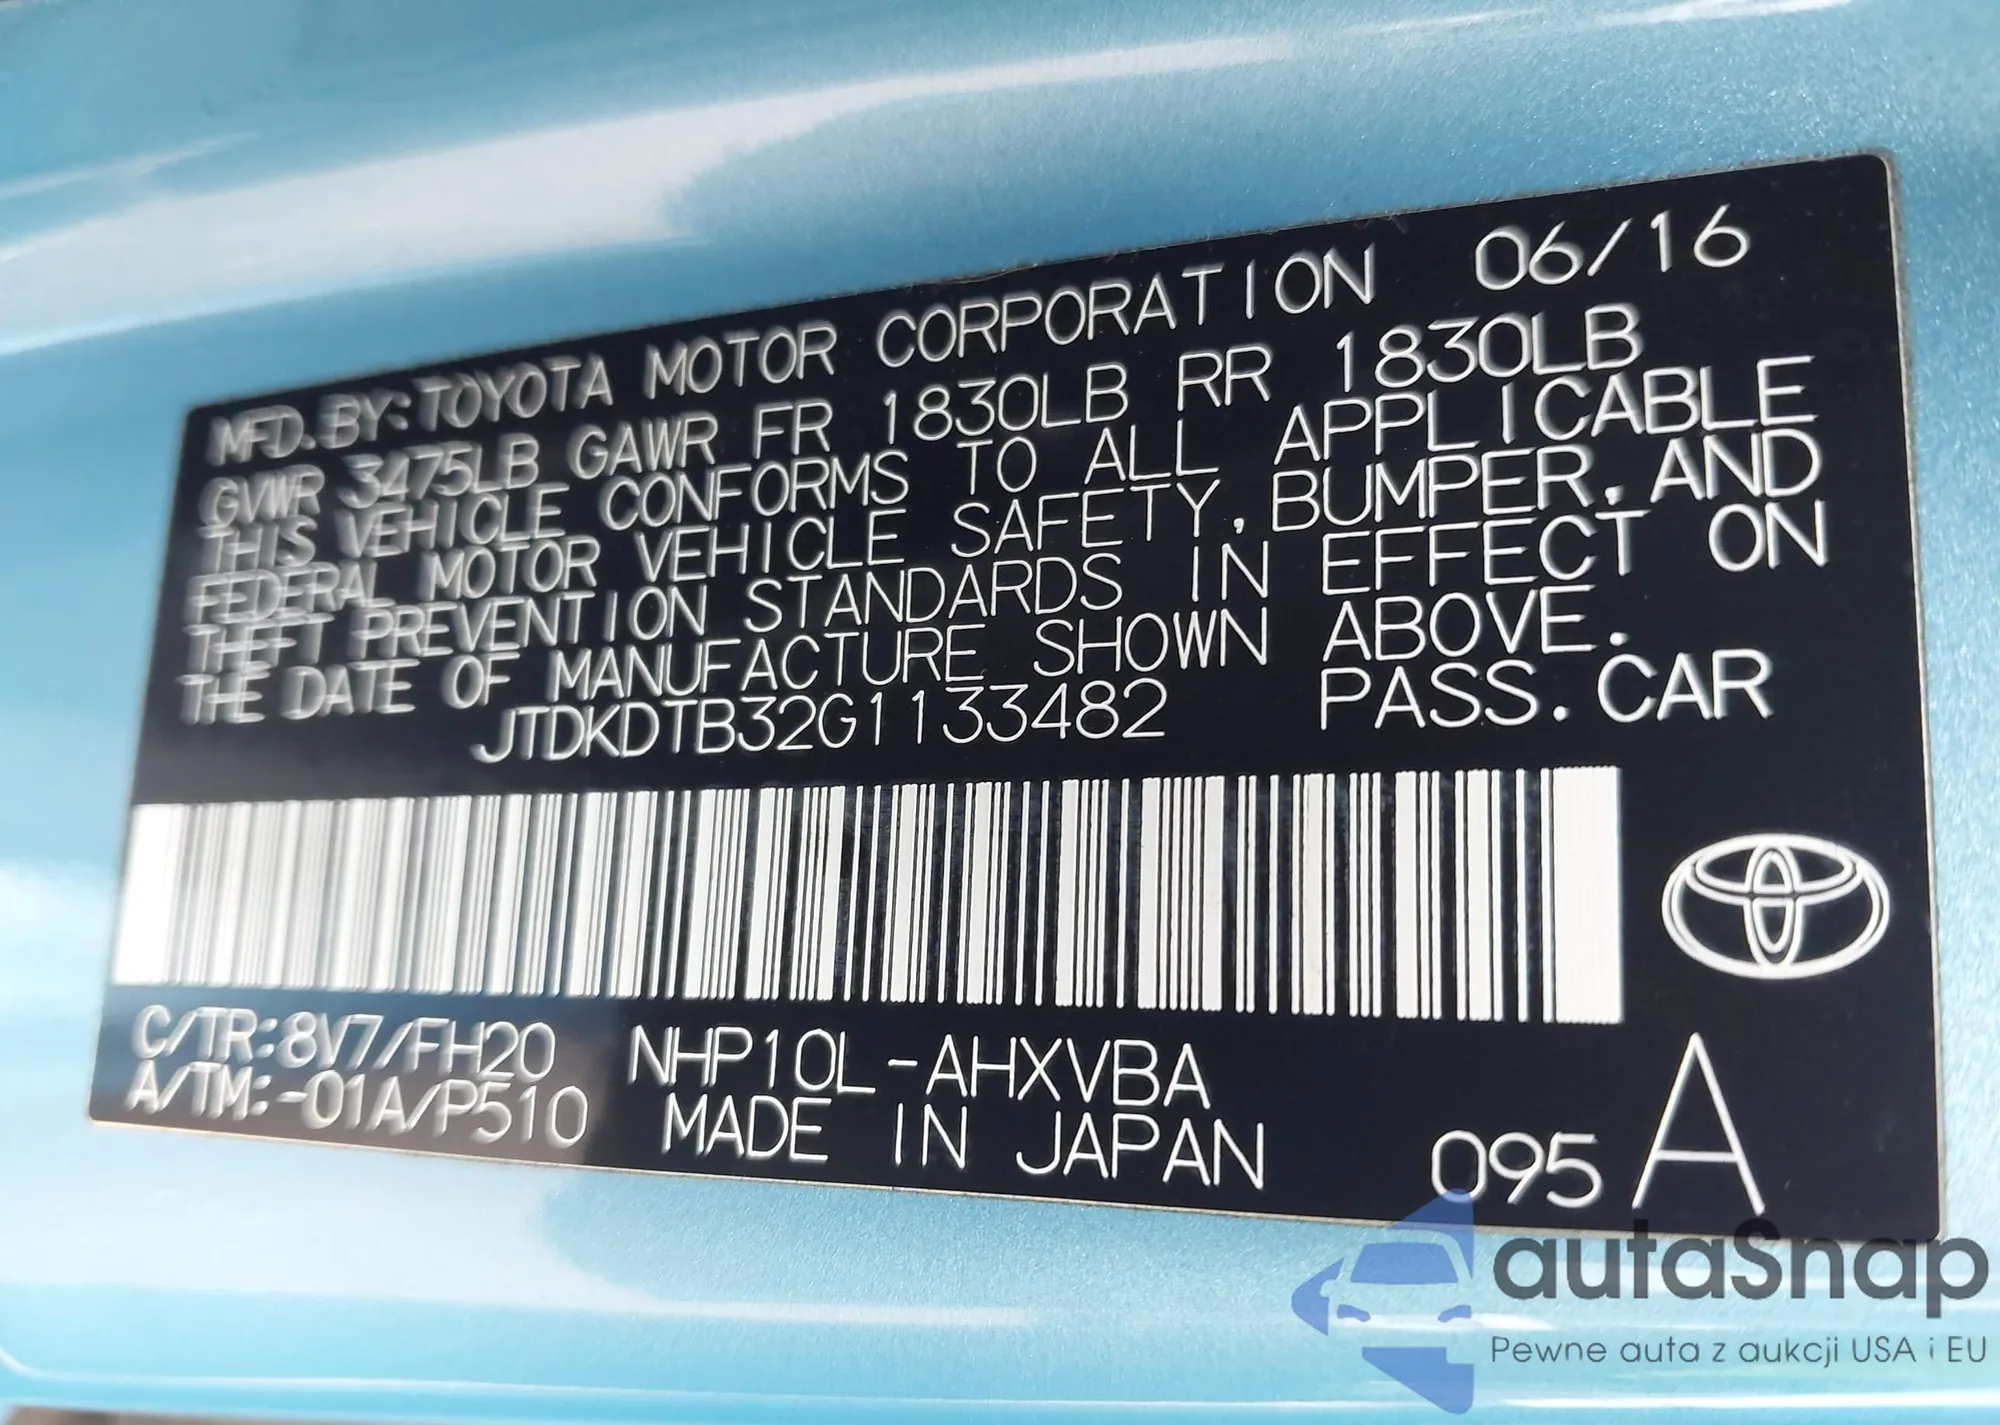 MFD.BY:TOYOTA MOTOR CORPORATION 06/16
GVWR 3475LB GAWR FR 1830LB RR 1830LB
THIS VEHICLE CONFORMS TO ALL APPLICABLE
FEDERAL MOTOR VEHICLE SAFETY, BUMPER, AND
THEFT PREVENTION STANDARDS IN EFFECT ON
THE DATE OF MANUFACTURE SHOWN ABOVE.
JTDKDTB32G1133482 PASS.CAR
C/TR:8V7/FH20 NHP10L-AHXVBA
A/TM:-01A/P510 MADE IN JAPAN 095 A
autaSnap
Pewne auta z aukcji USA i EU